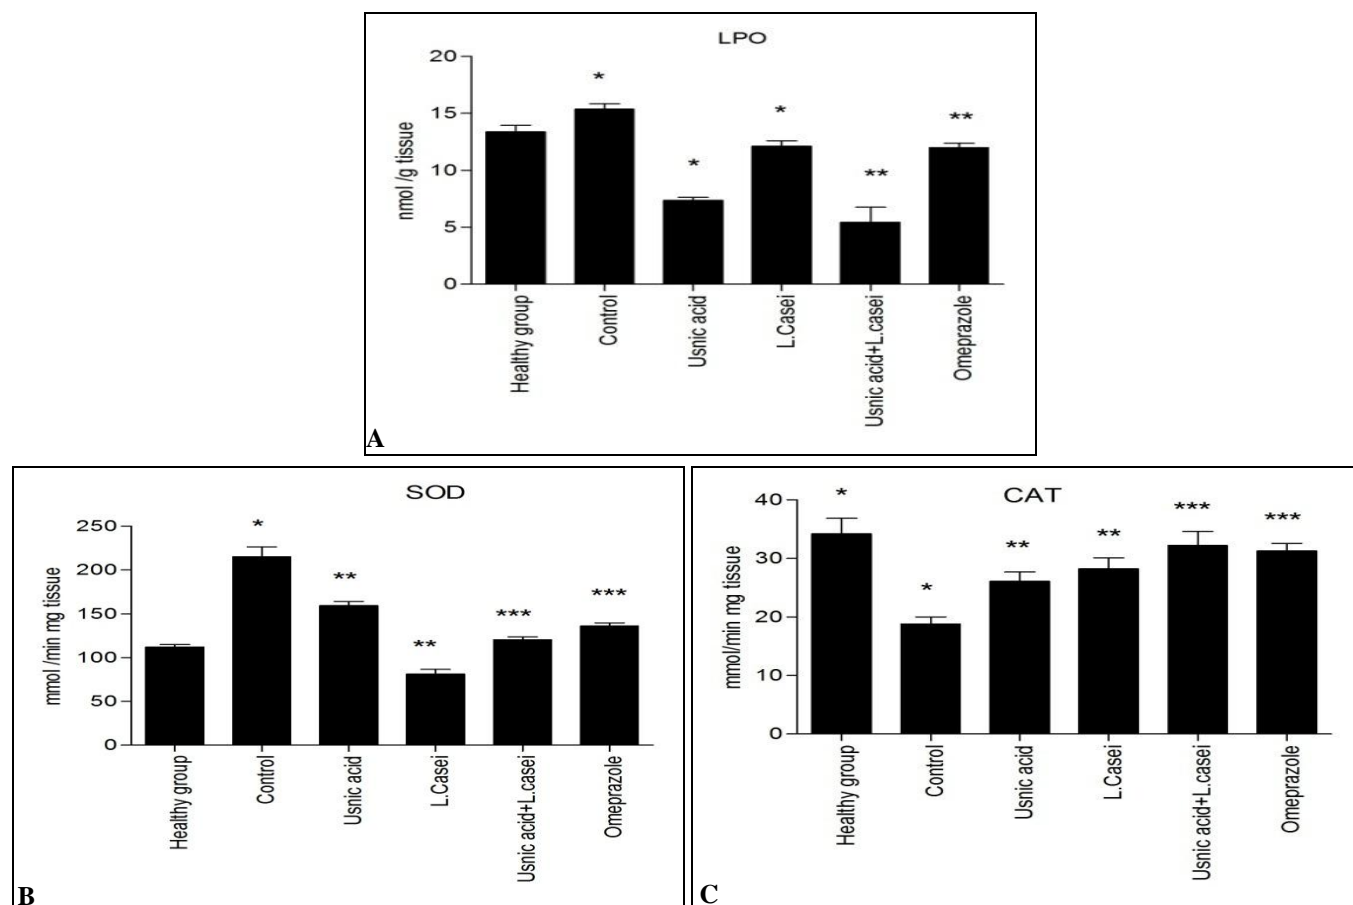 LPO
20
15
10
5
0
nmol /g tissue
*
*
*
*
**
**
Healthy group
Control
Usnic acid
L.Casei
Usnic acid+L.casei
Omeprazole
A
SOD
250
200
150
100
50
0
mmol /min mg tissue
*
**
**
***
***
Healthy group
Control
Usnic acid
L.Casei
Usnic acid+L.casei
Omeprazole
B
CAT
40
30
20
10
0
mmol/min mg tissue
*
*
**
**
***
***
Healthy group
Control
Usnic acid
L.Casei
Usnic acid+L.casei
Omeprazole
C